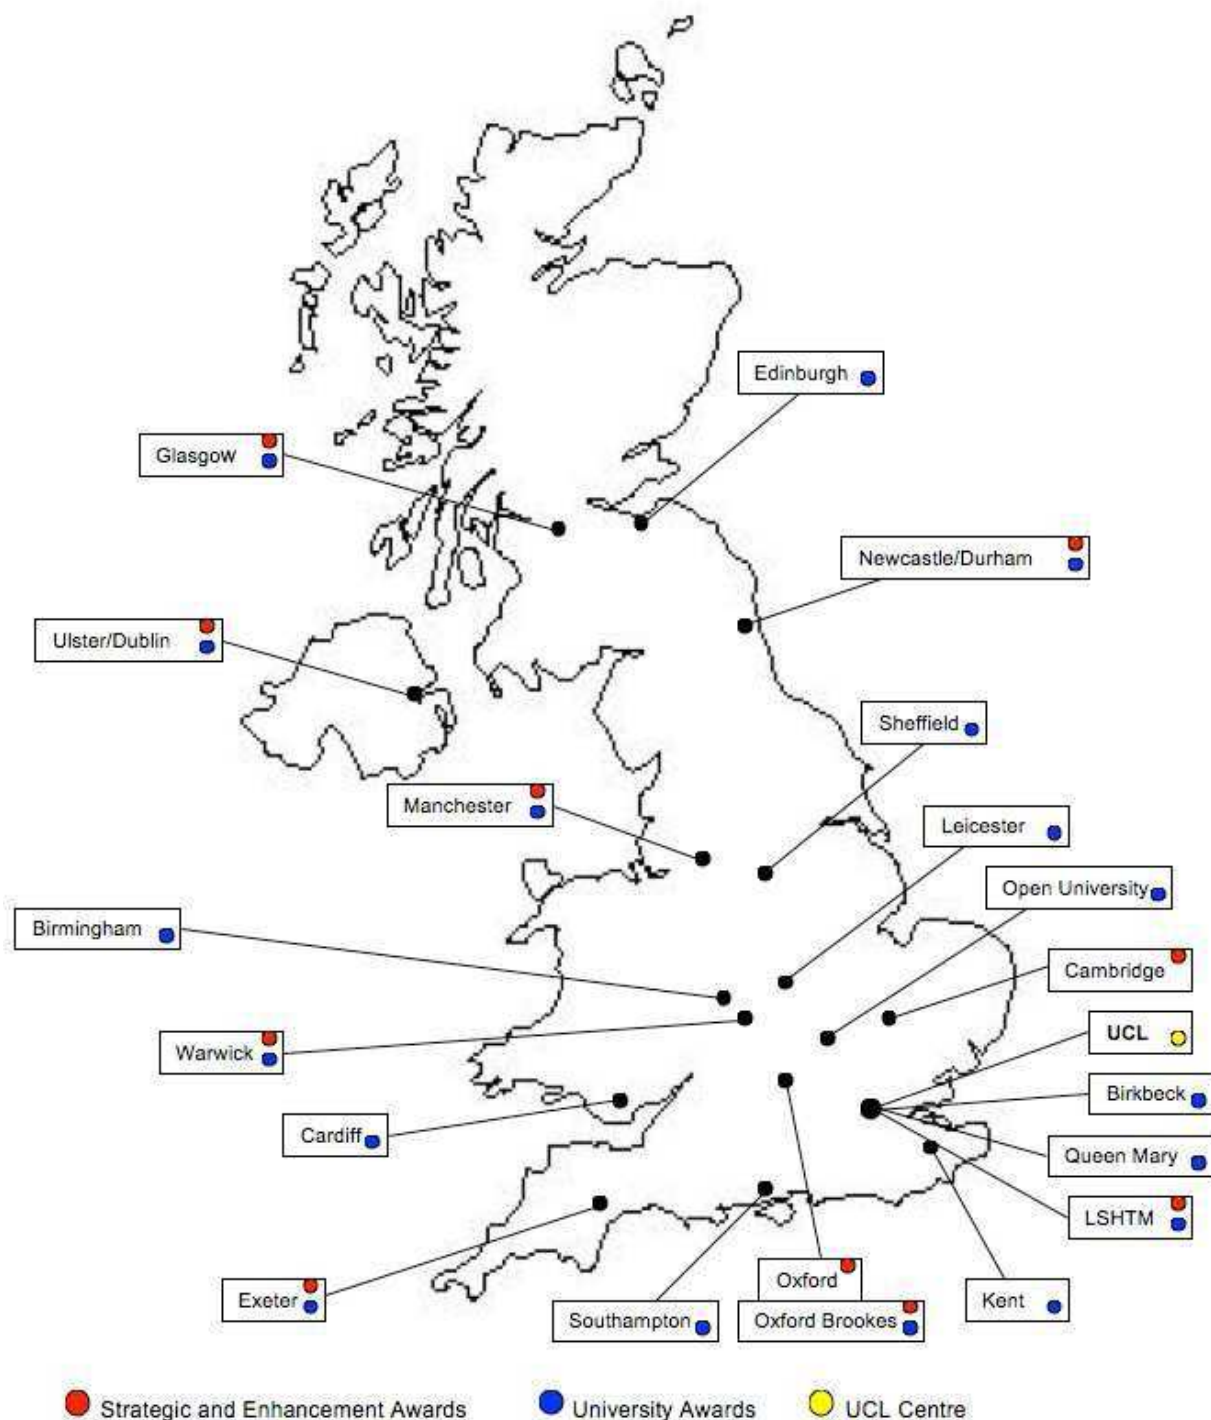 Edinburgh
Glasgow
Newcastle/Durham
Ulster/Dublin
Sheffield
Manchester
Leicester
Open University
Birmingham
Cambridge
UCL
Warwick
Birkbeck
Cardiff
Queen Mary
LSHTM
Oxford
Exeter
Kent
Southampton
Oxford Brookes
Strategic and Enhancement Awards
University Awards
UCL Centre